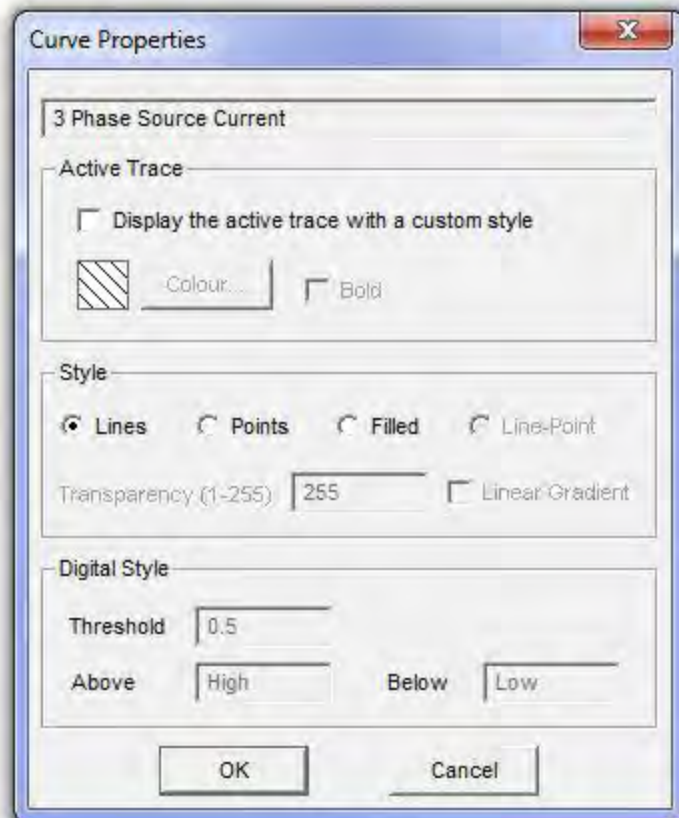 Curve Properties
3 Phase Source Current
Active Trace
Display the active trace with a custom style
Colour... Bold
Style
Lines Points Filled Line-Point
Transparency (1-255) 255 Linear Gradient
Digital Style
Threshold 0.5
Above High Below Low
OK Cancel